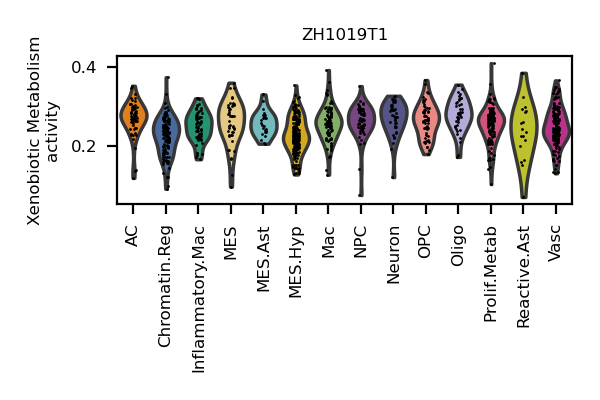 ZH1019T1
Xenobiotic Metabolism
activity
0.4
0.2
AC
Chromatin.Reg
Inflammatory.Mac
MES
MES.Ast
MES.Hyp
Mac
NPC
Neuron
OPC
Oligo
Prolif.Metab
Reactive.Ast
Vasc